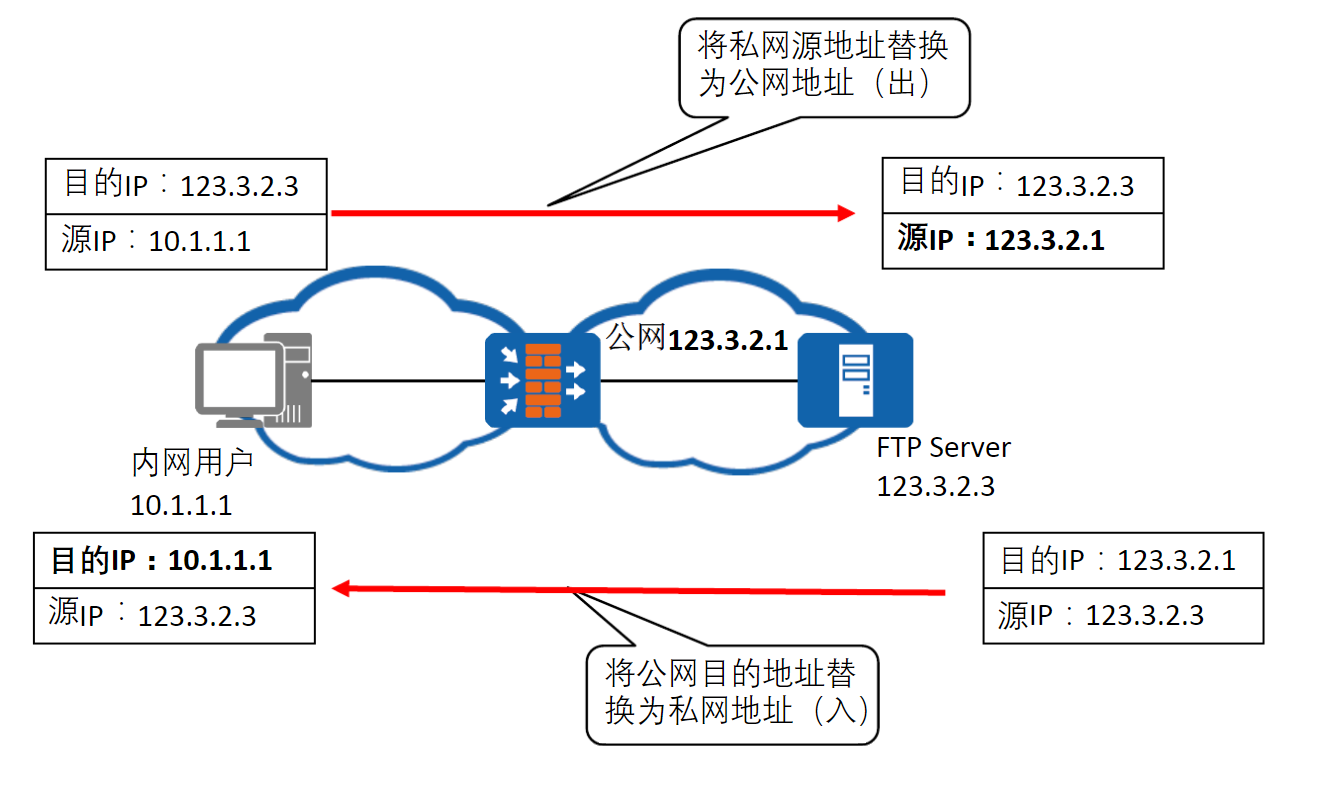 将私网源地址替换
为公网地址（出）
目的IP：123.3.2.3
源IP：10.1.1.1
目的IP：123.3.2.3
源IP：123.3.2.1
公网123.3.2.1
内网用户
10.1.1.1
FTP Server
123.3.2.3
目的IP：10.1.1.1
源IP：123.3.2.3
目的IP：123.3.2.1
源IP：123.3.2.3
将公网目的地址替
换为私网地址（入）